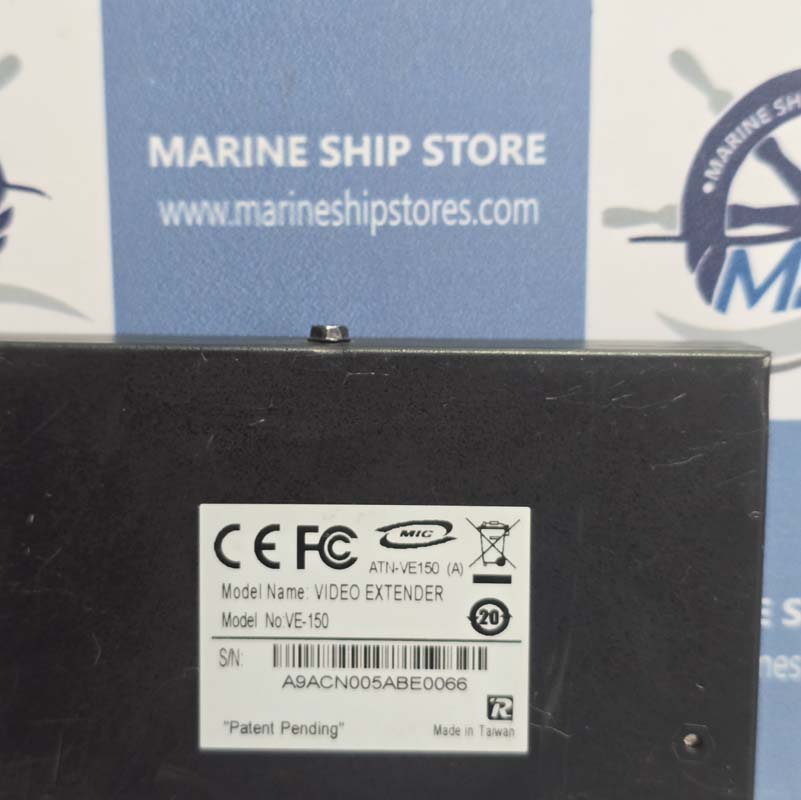 MARINE SHIP STORE
www.marineshipstores.com
MARINE SH
CE FC
MIC
ATN-VE150 (A)
Model Name: VIDEO EXTENDER
Model No:VE-150
20
S/N:
A9ACN005ABE0066
R
"Patent Pending"
Made in Taiwan